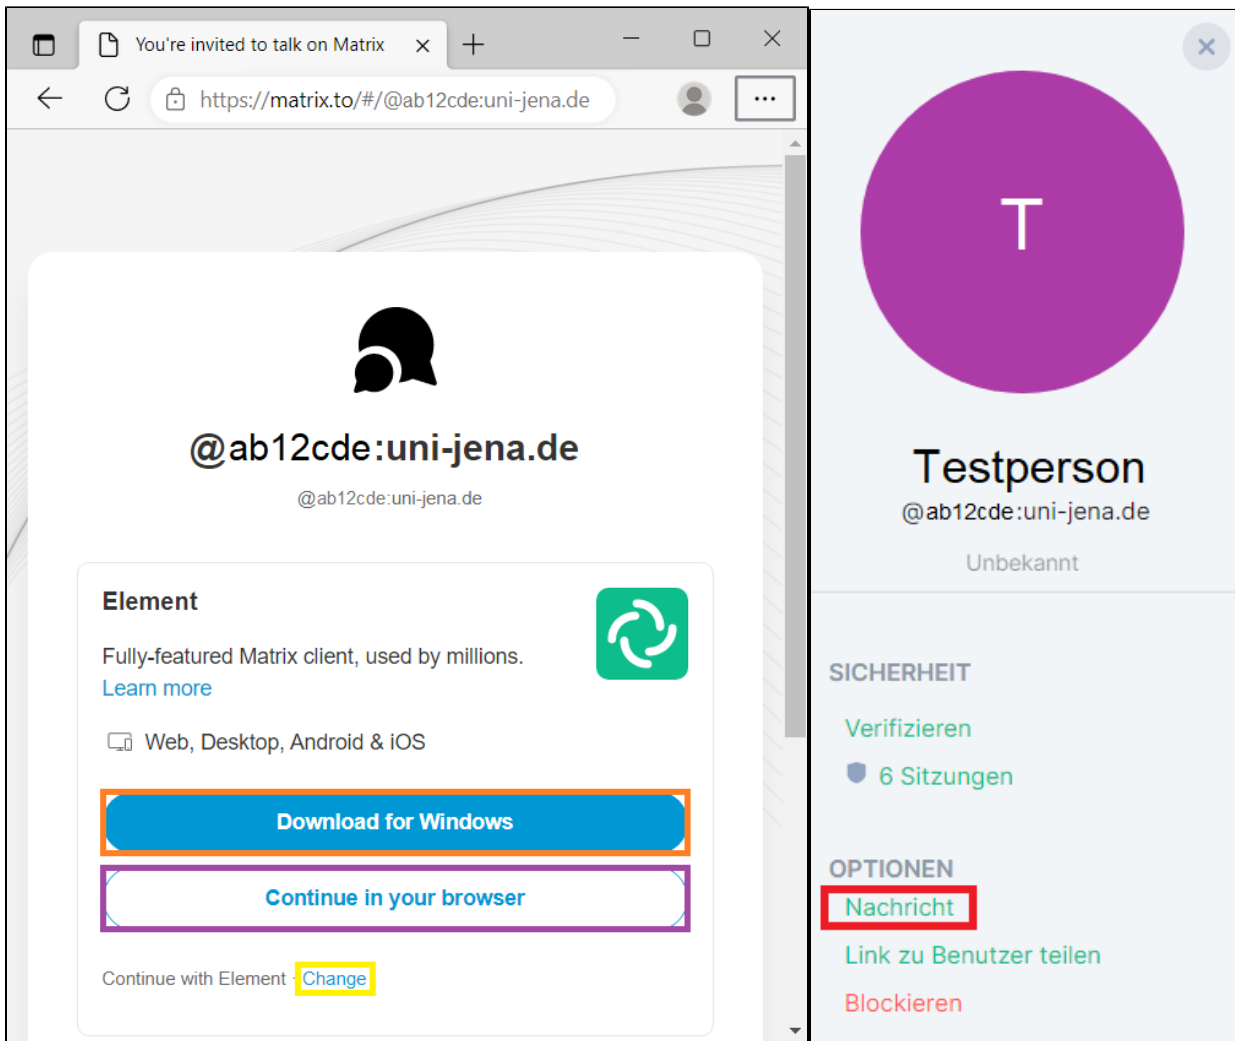 You're invited to talk on Matrix
https://matrix.to/#/@ab12cde:uni-jena.de
@ab12cde:uni-jena.de
@ab12cde:uni-jena.de
Element
Fully-featured Matrix client, used by millions.
Learn more
Web, Desktop, Android & iOS
Download for Windows
Continue in your browser
Continue with Element · Change
T
Testperson
@ab12cde:uni-jena.de
Unbekannt
SICHERHEIT
Verifizieren
6 Sitzungen
OPTIONEN
Nachricht
Link zu Benutzer teilen
Blockieren